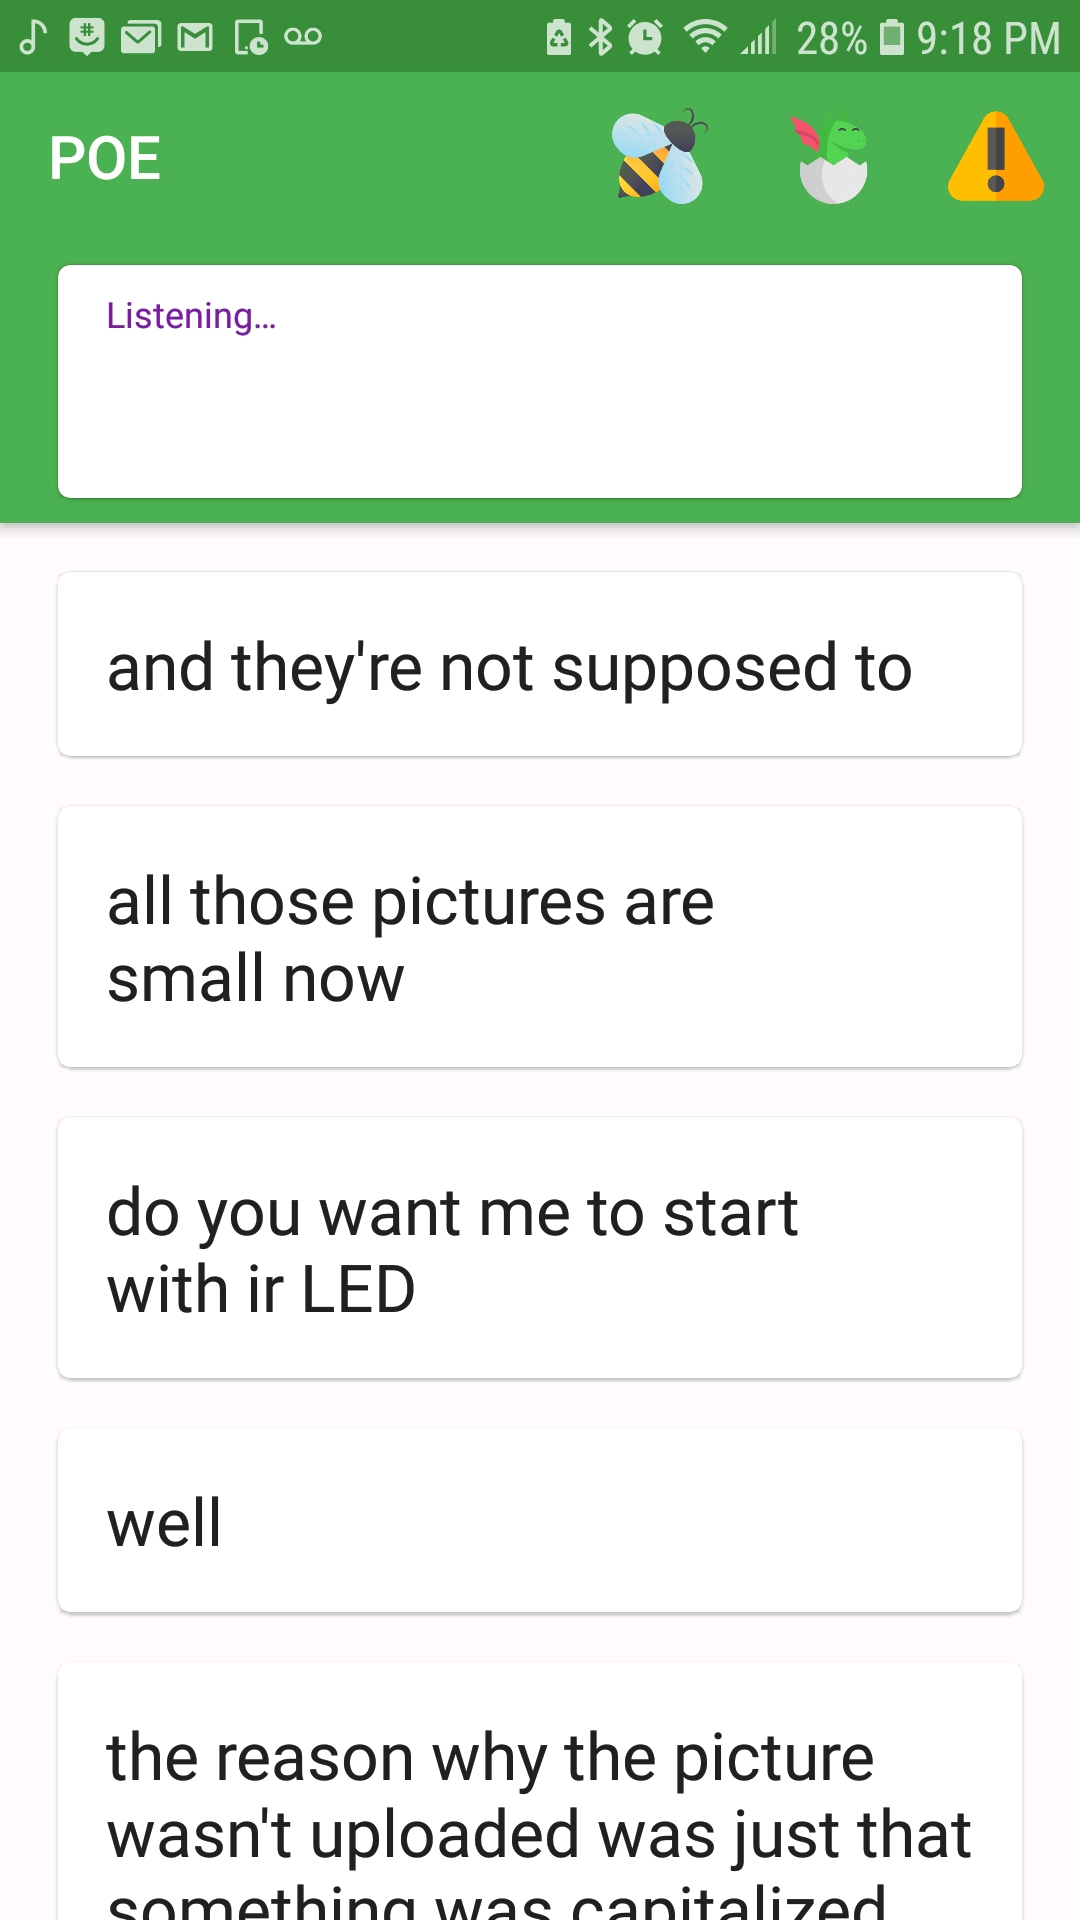 28% 9:18 PM
POE
Listening...
and they're not supposed to
all those pictures are
small now
do you want me to start
with ir LED
well
the reason why the picture
wasn't uploaded was just that
something was capitalized